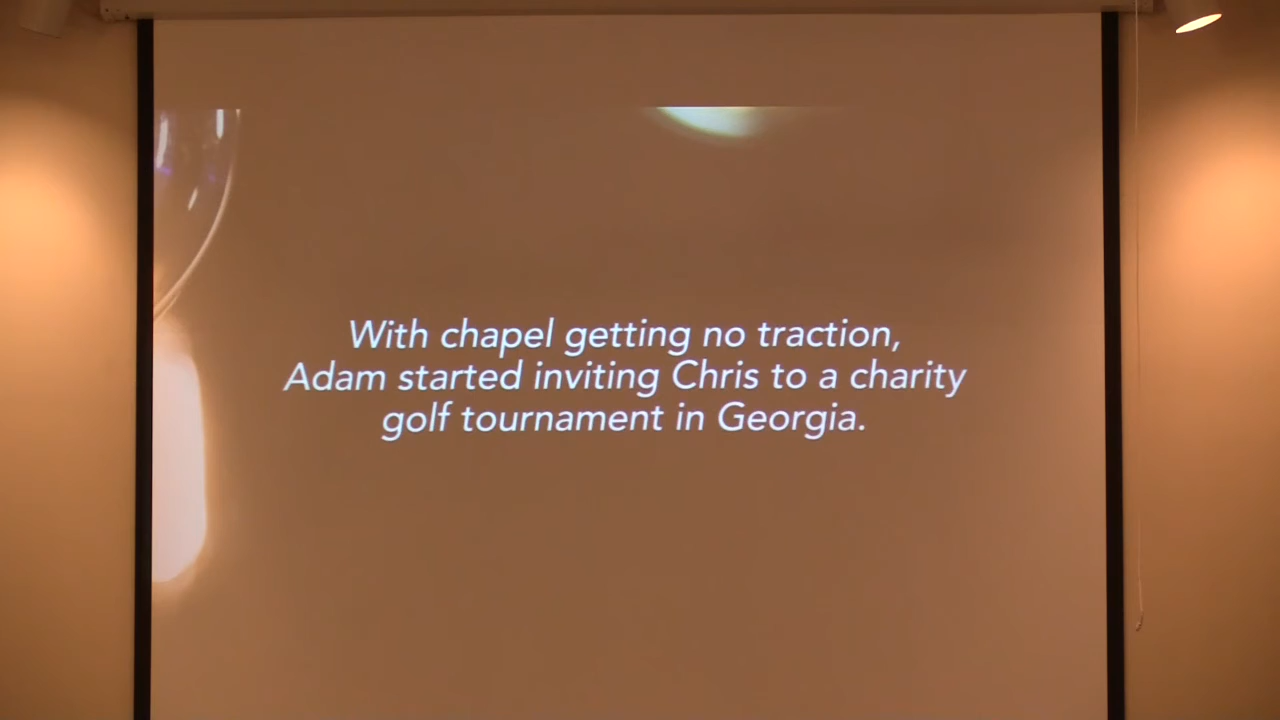 With chapel getting no traction,
Adam started inviting Chris to a charity
golf tournament in Georgia.